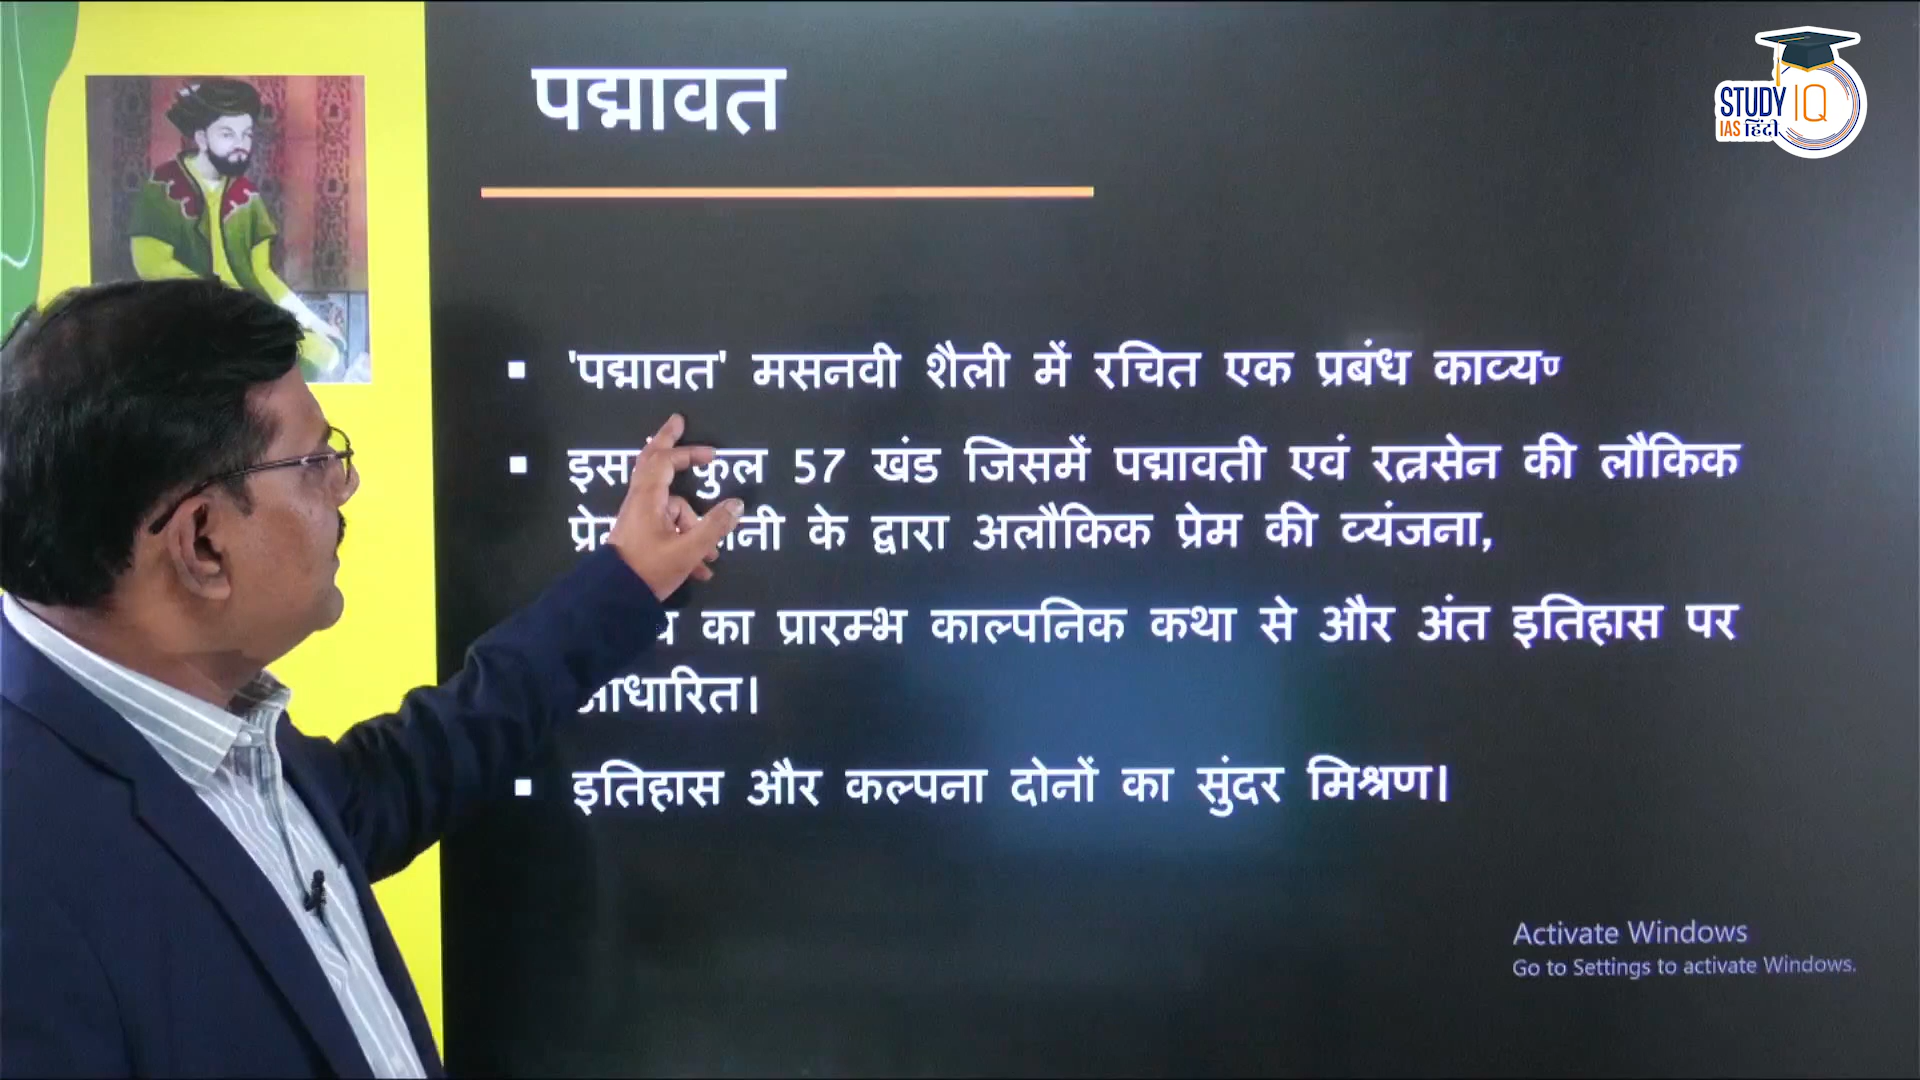 पद्मावत
STUDY IQ
IAS हिंदी
'पद्मावत' मसनवी शैली में रचित एक प्रबंध काव्य
कुल 57 खंड जिसमें पद्मावती एवं रत्नसेन की लौकिक
के द्वारा अलौकिक प्रेम की व्यंजना,
का प्रारम्भ काल्पनिक कथा से और अंत इतिहास पर
आधारित।
इतिहास और कल्पना दोनों का सुंदर मिश्रण।
Activate Windows
Go to Settings to activate Windows.